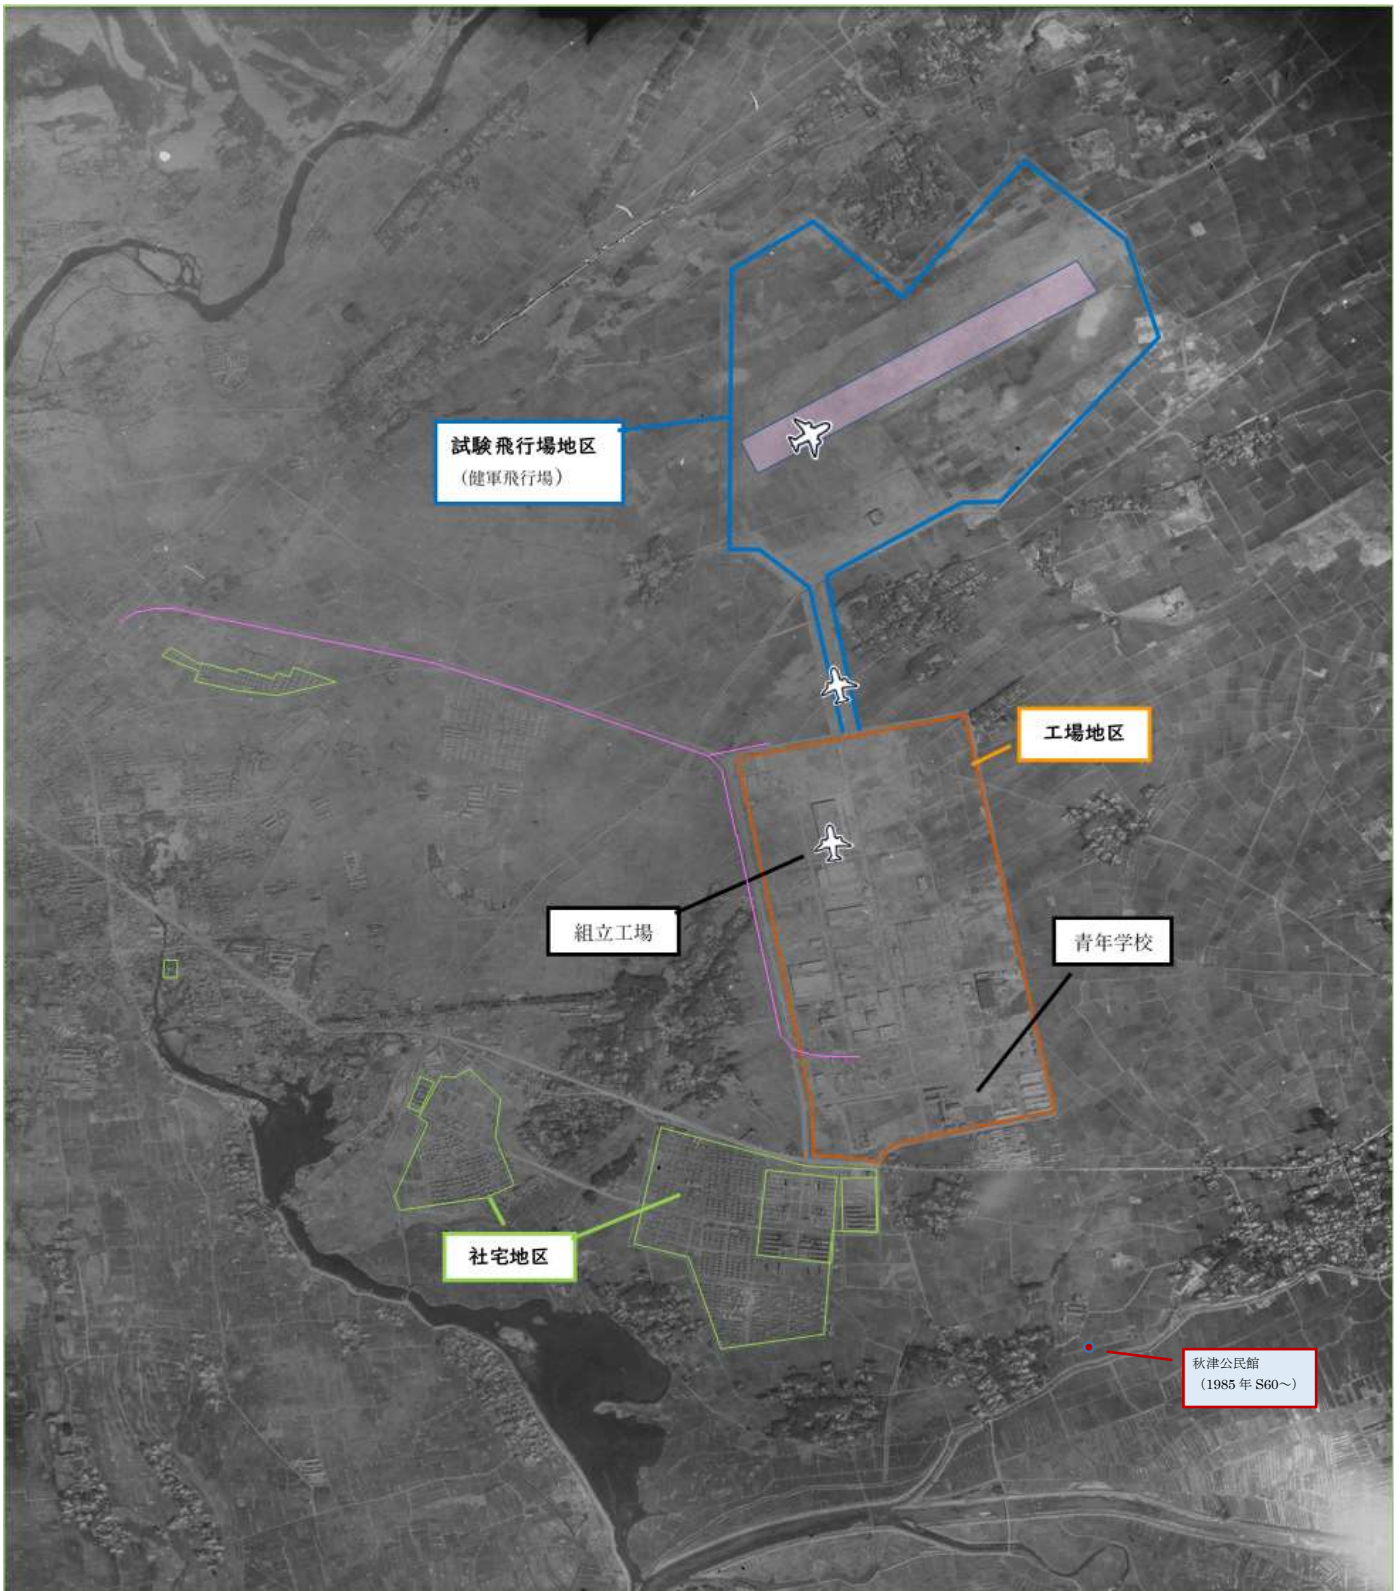 試験飛行場地区
（健軍飛行場）
工場地区
組立工場
青年学校
社宅地区
秋津公民館
（1985 年 S60～）